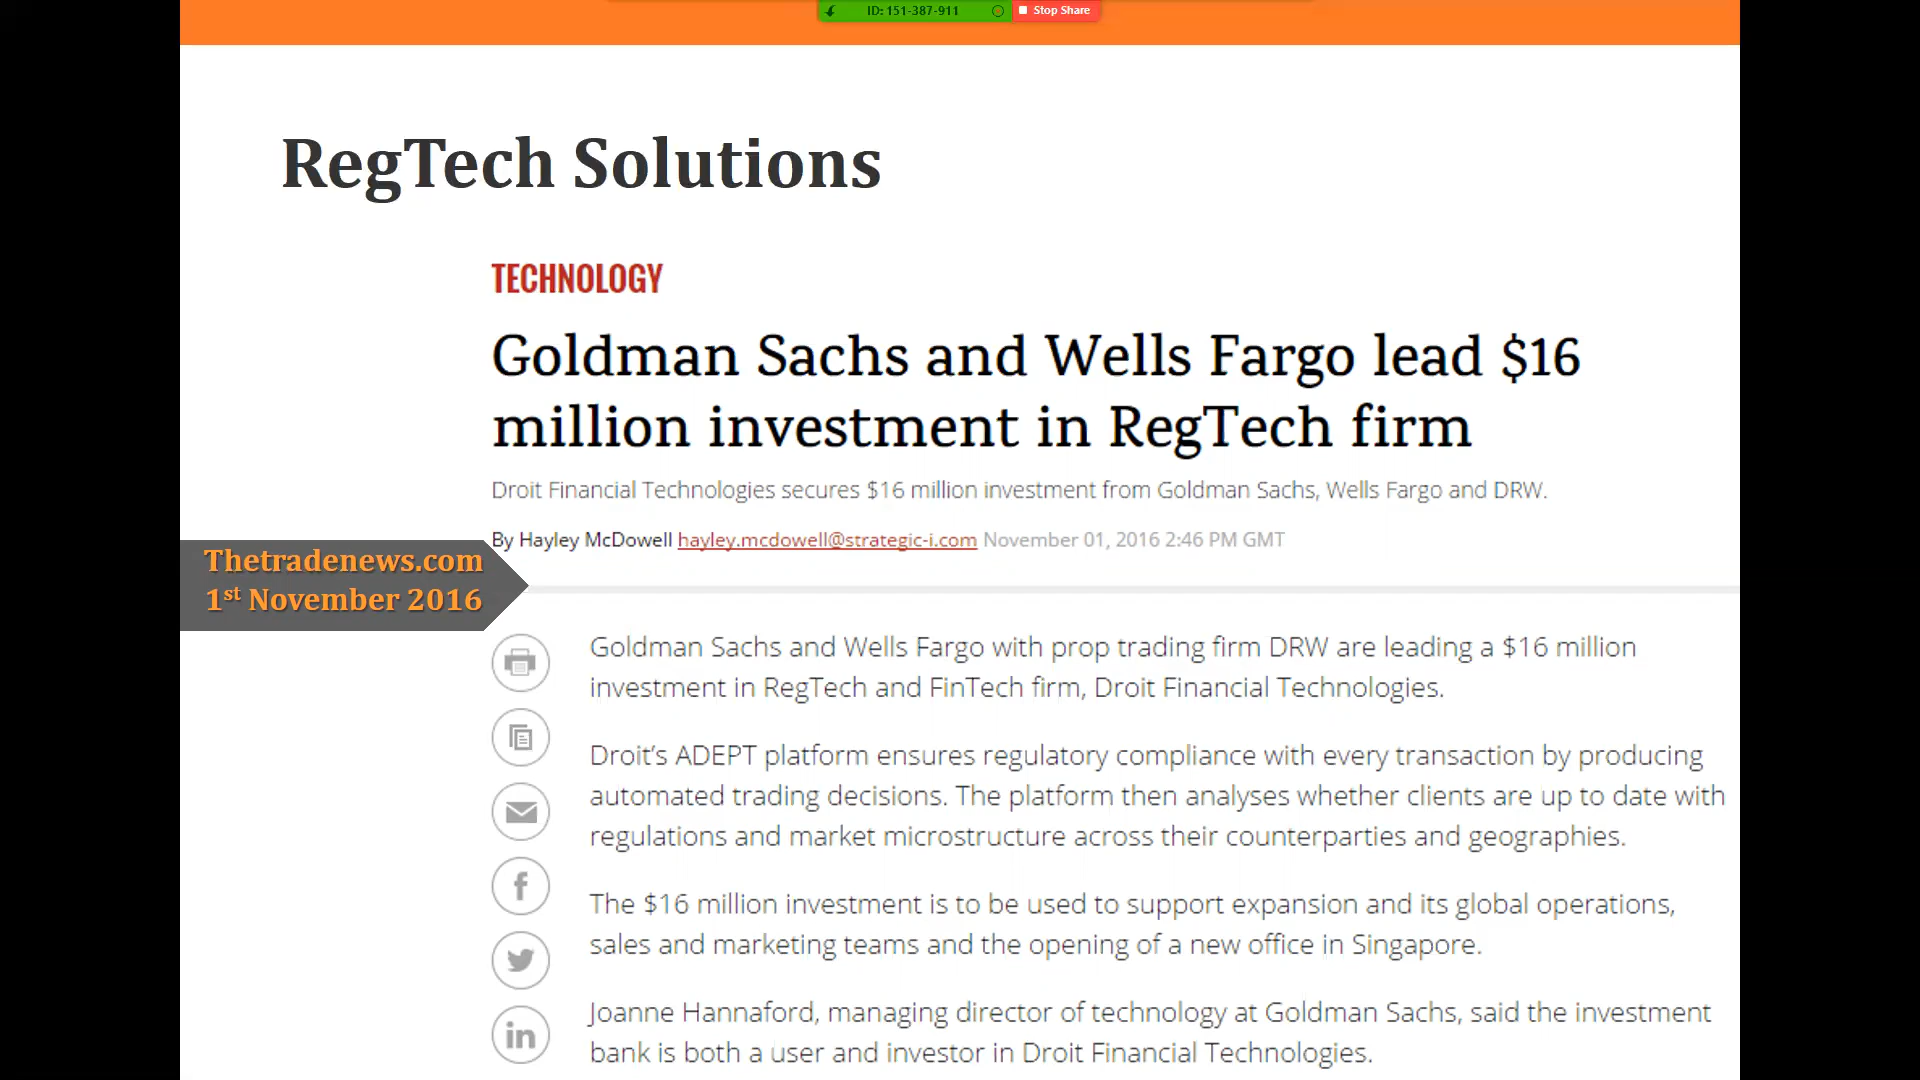 ID: 151-387-911
Stop Share
RegTech Solutions
TECHNOLOGY
Goldman Sachs and Wells Fargo lead $16
million investment in RegTech firm
Droit Financial Technologies secures $16 million investment from Goldman Sachs, Wells Fargo and DRW.
By Hayley McDowell hayley.mcdowell@strategic-i.com November 01, 2016 2:46 PM GMT
Thetradenews.com
1st November 2016
Goldman Sachs and Wells Fargo with prop trading firm DRW are leading a $16 million
investment in RegTech and FinTech firm, Droit Financial Technologies.
Droit’s ADEPT platform ensures regulatory compliance with every transaction by producing
automated trading decisions. The platform then analyses whether clients are up to date with
regulations and market microstructure across their counterparties and geographies.
The $16 million investment is to be used to support expansion and its global operations,
sales and marketing teams and the opening of a new office in Singapore.
Joanne Hannaford, managing director of technology at Goldman Sachs, said the investment
bank is both a user and investor in Droit Financial Technologies.